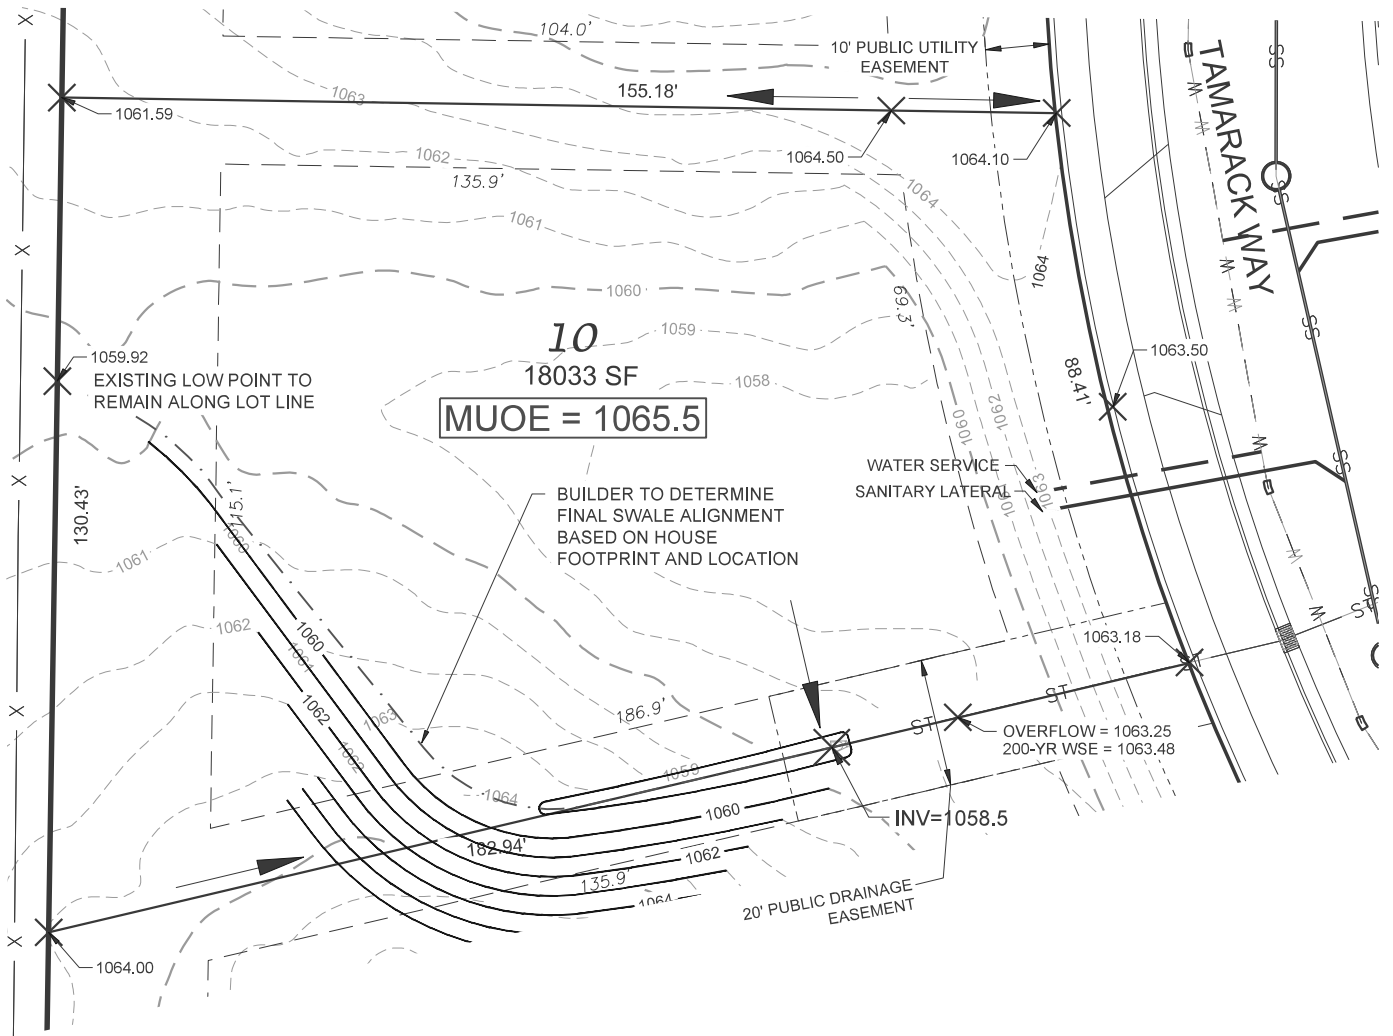 104.0'
10' PUBLIC UTILITY
EASEMENT
TAMARACK WAY
SS
1063
155.18'
1061.59
1062
1064.50
1064.10
135.9'
1064
1061
1060
1064
69.3'
10
1059
18033 SF
1058
MUOE = 1065.5
1059.92
EXISTING LOW POINT TO
REMAIN ALONG LOT LINE
88.41'
1063.50
1060
1062
1063
WATER SERVICE
SANITARY LATERAL
130.43'
115.1'
BUILDER TO DETERMINE
FINAL SWALE ALIGNMENT
BASED ON HOUSE
FOOTPRINT AND LOCATION
1061
1062
1060
1061
1062
1063
1062
1063.18
186.9'
OVERFLOW = 1063.25
200-YR WSE = 1063.48
ST
ST
1059
1064
1060
INV=1058.5
182.94'
1062
135.9'
1064
20' PUBLIC DRAINAGE
EASEMENT
1064.00